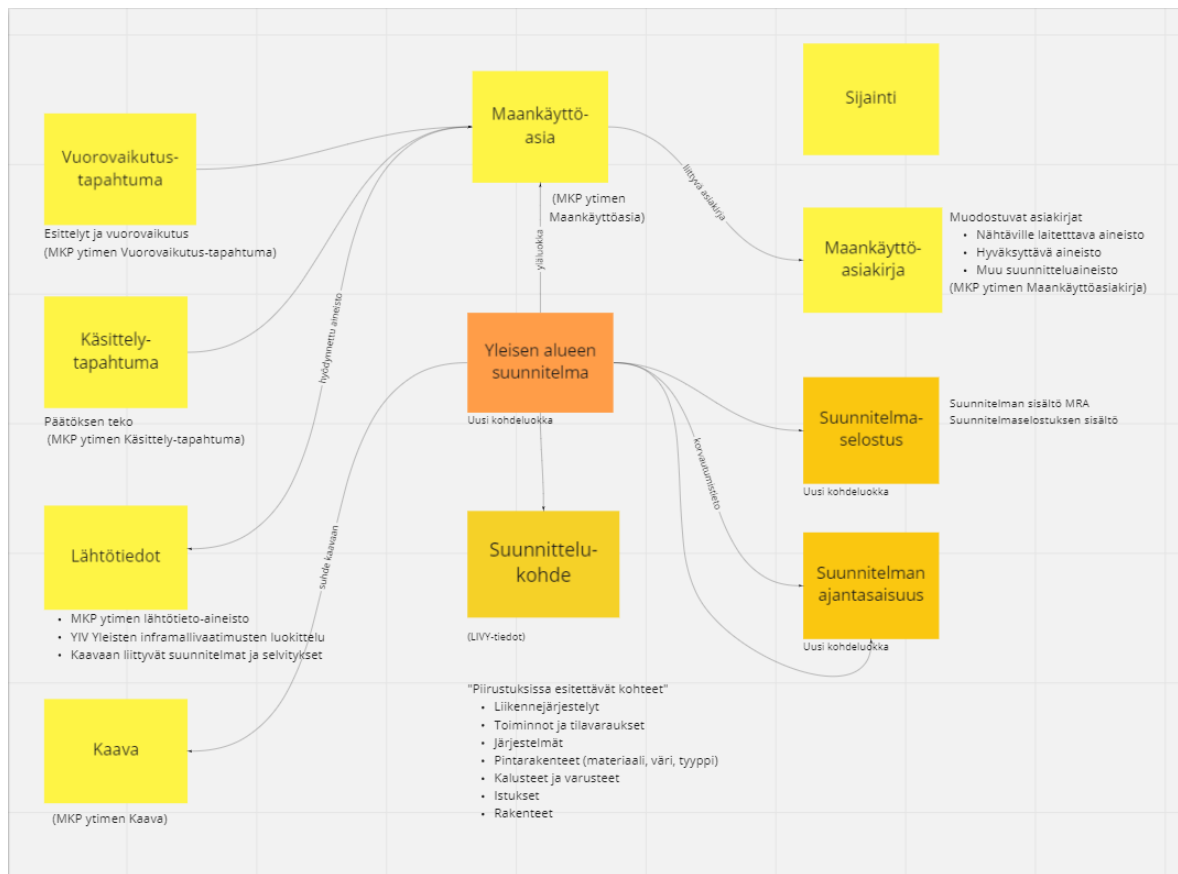 Sijainti
Maankäyttö-
asia
(MKP ytimen
Maankäyttöasia)
Vuorovaikutus-
tapahtuma
Esittelyt ja vuorovaikutus
(MKP ytimen Vuorovaikutus-tapahtuma)
liittyvä asiakirja
yläluokka
Maankäyttö-
asiakirja
Muodostuvat asiakirjat
• Nähtäville laitetttava aineisto
• Hyväksyttävä aineisto
• Muu suunnitteluaineisto
(MKP ytimen Maankäyttöasiakirja)
Käsittely-
tapahtuma
Päätöksen teko
(MKP ytimen Käsittely-tapahtuma)
hyödynnettu aineisto
Yleisen alueen
suunnitelma
Uusi kohdeluokka
Suunnitelma-
selostus
Uusi kohdeluokka
Suunnitelman sisältö MRA
Suunnitelmaselostuksen sisältö
korvautumistieto
Lähtötiedot
• MKP ytimen lähtötieto-aineisto
• YIV Yleisten inframallivaatimusten luokittelu
• Kaavaan liittyvät suunnitelmat ja selvitykset
suhde kaavaan
Suunnittelu-
kohde
(LIVY-tiedot)
Suunnitelman
ajantasaisuus
Uusi kohdeluokka
Kaava
(MKP ytimen Kaava)
"Piirustuksissa esitettävät kohteet"
• Liikennejärjestelyt
• Toiminnot ja tilavaraukset
• Järjestelmät
• Pintarakenteet (materiaali, väri, tyyppi)
• Kalusteet ja varusteet
• Istukset
• Rakenteet